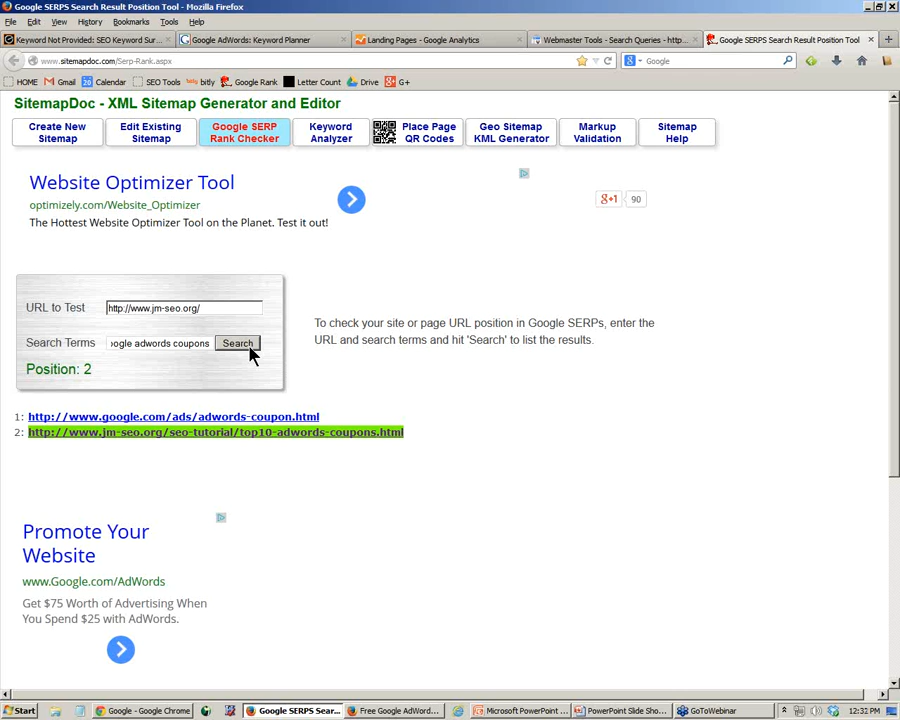 Google SERPS Search Result Position Tool - Mozilla Firefox
File Edit View History Bookmarks Tools Help
Keyword Not Provided: SEO Keyword Sur...
Google AdWords: Keyword Planner
Landing Pages - Google Analytics
Webmaster Tools - Search Queries - http...
Google SERPS Search Result Position Tool
www.sitemapdoc.com/Serp-Rank.aspx
Google
HOME Gmail Calendar SEO Tools bitly Google Rank Letter Count Drive G+
SitemapDoc - XML Sitemap Generator and Editor
Create New Sitemap
Edit Existing Sitemap
Google SERP Rank Checker
Keyword Analyzer
Place Page QR Codes
Geo Sitemap KML Generator
Markup Validation
Sitemap Help
Website Optimizer Tool
optimizely.com/Website_Optimizer
The Hottest Website Optimizer Tool on the Planet. Test it out!
g+1 90
URL to Test http://www.jm-seo.org/
Search Terms ogle adwords coupons Search
Position: 2
To check your site or page URL position in Google SERPs, enter the
URL and search terms and hit 'Search' to list the results.
1: http://www.google.com/ads/adwords-coupon.html
2: http://www.jm-seo.org/seo-tutorial/top10-adwords-coupons.html
Promote Your
Website
www.Google.com/AdWords
Get $75 Worth of Advertising When
You Spend $25 with AdWords.
Start
Google - Google Chrome
Google SERPS Sear...
Free Google AdWord...
Microsoft PowerPoint ...
PowerPoint Slide Sho...
GoToWebinar
12:32 PM